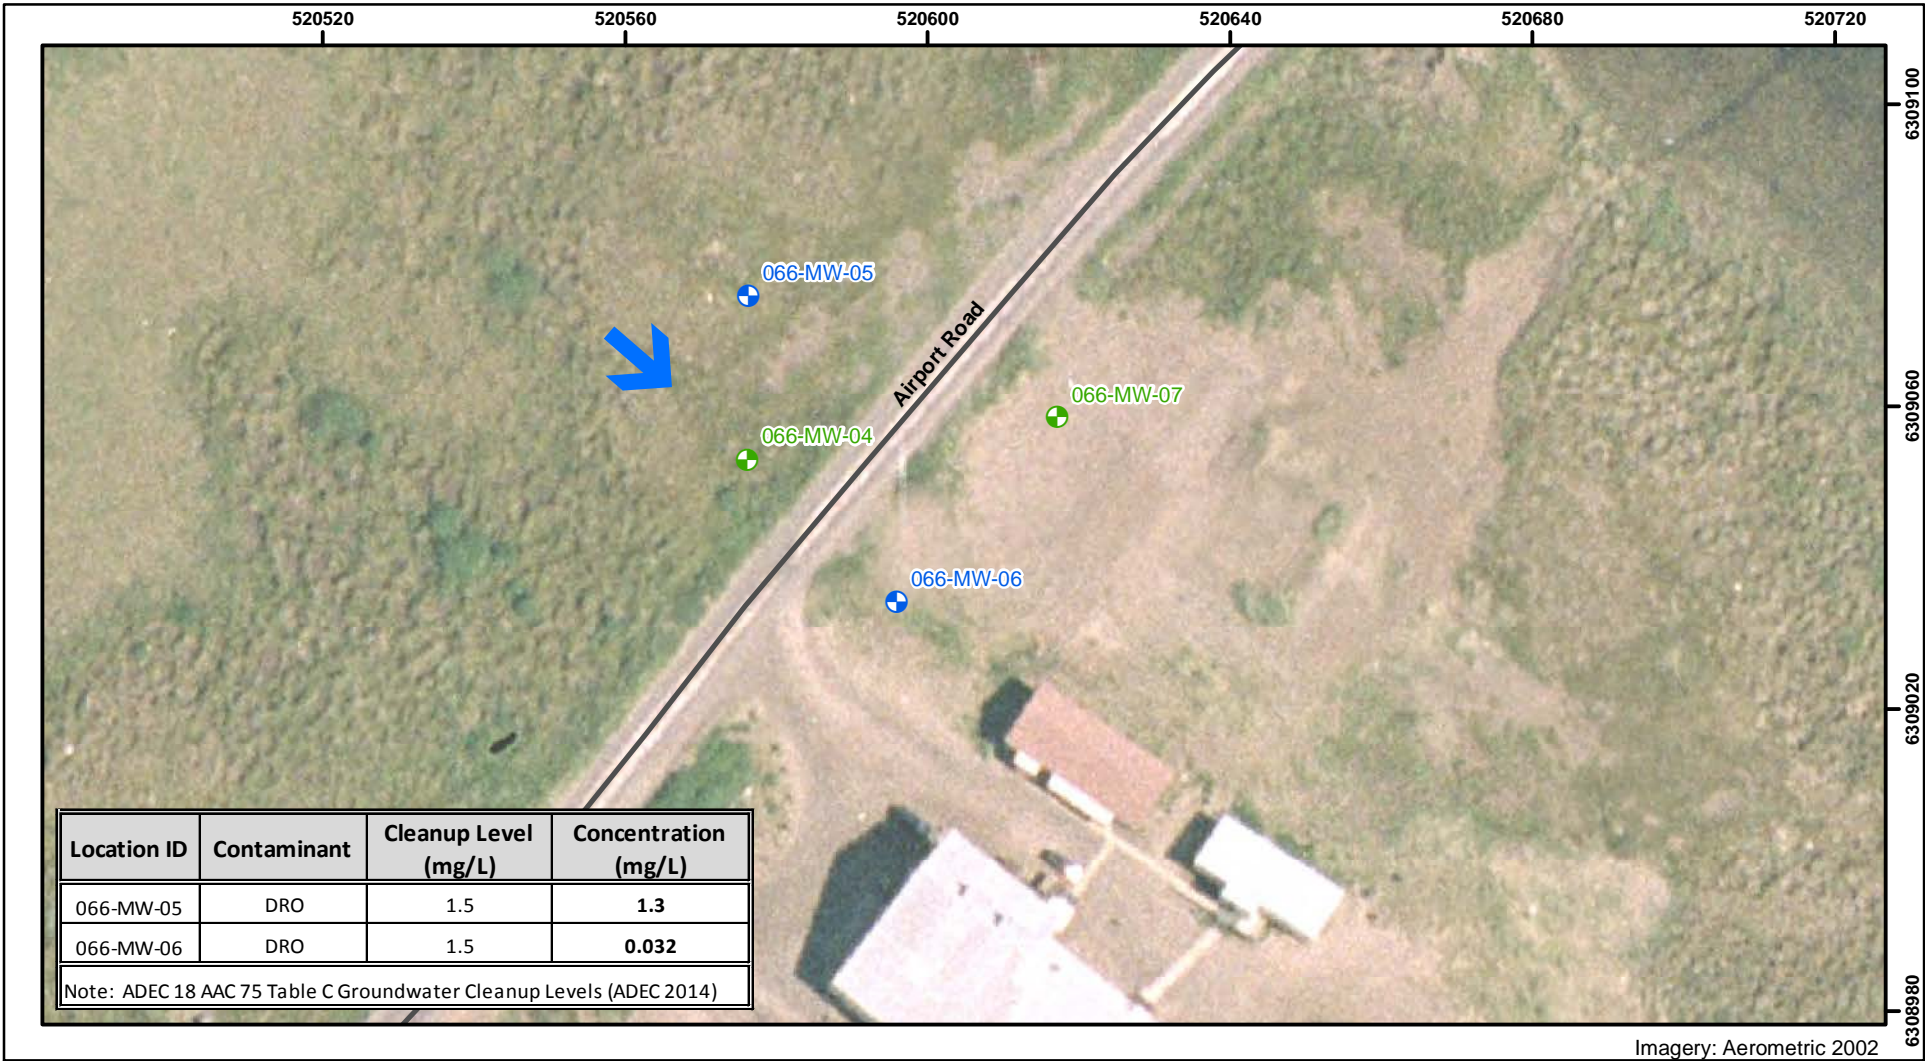 520520 520560 520600 520640 520680 520720
6309100
066-MW-05
Airport Road
066-MW-07
6309060
066-MW-04
066-MW-06
6309020
Location ID Contaminant Cleanup Level (mg/L) Concentration (mg/L)
066-MW-05 DRO 1.5 1.3
066-MW-06 DRO 1.5 0.032
Note: ADEC 18 AAC 75 Table C Groundwater Cleanup Levels (ADEC 2014)
6308980
Imagery: Aerometric 2002